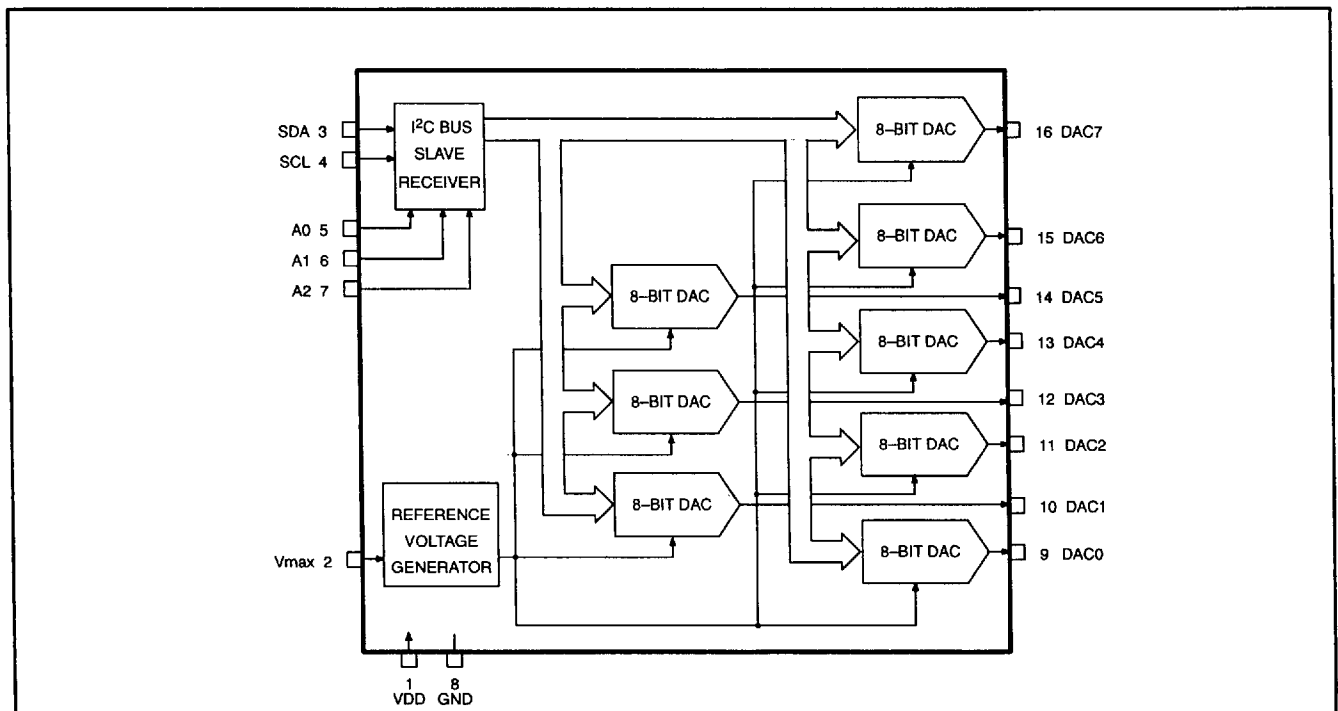 SDA 3
SCL 4
A0 5
A1 6
A2 7
I²C BUS
SLAVE
RECEIVER
8–BIT DAC
16 DAC7
8–BIT DAC
15 DAC6
8–BIT DAC
14 DAC5
8–BIT DAC
13 DAC4
8–BIT DAC
12 DAC3
8–BIT DAC
11 DAC2
8–BIT DAC
10 DAC1
8–BIT DAC
9 DAC0
Vmax 2
REFERENCE
VOLTAGE
GENERATOR
1
VDD
8
GND